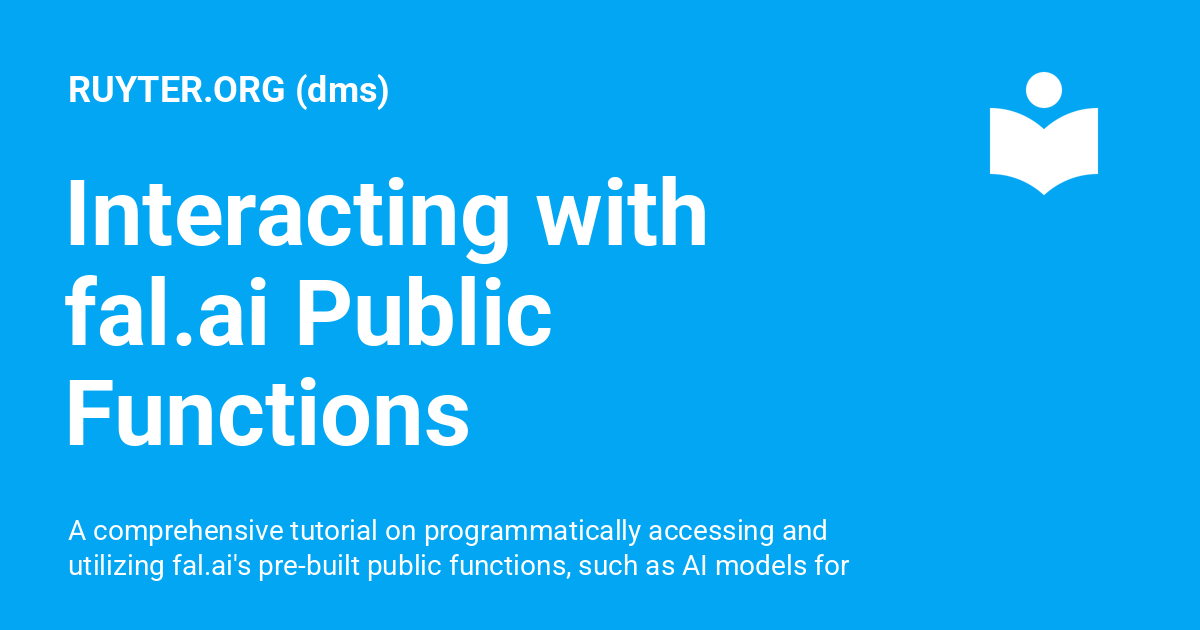 RUYTER.ORG (dms)
Interacting with
fal.ai Public
Functions
A comprehensive tutorial on programmatically accessing and
utilizing fal.ai's pre-built public functions, such as AI models for